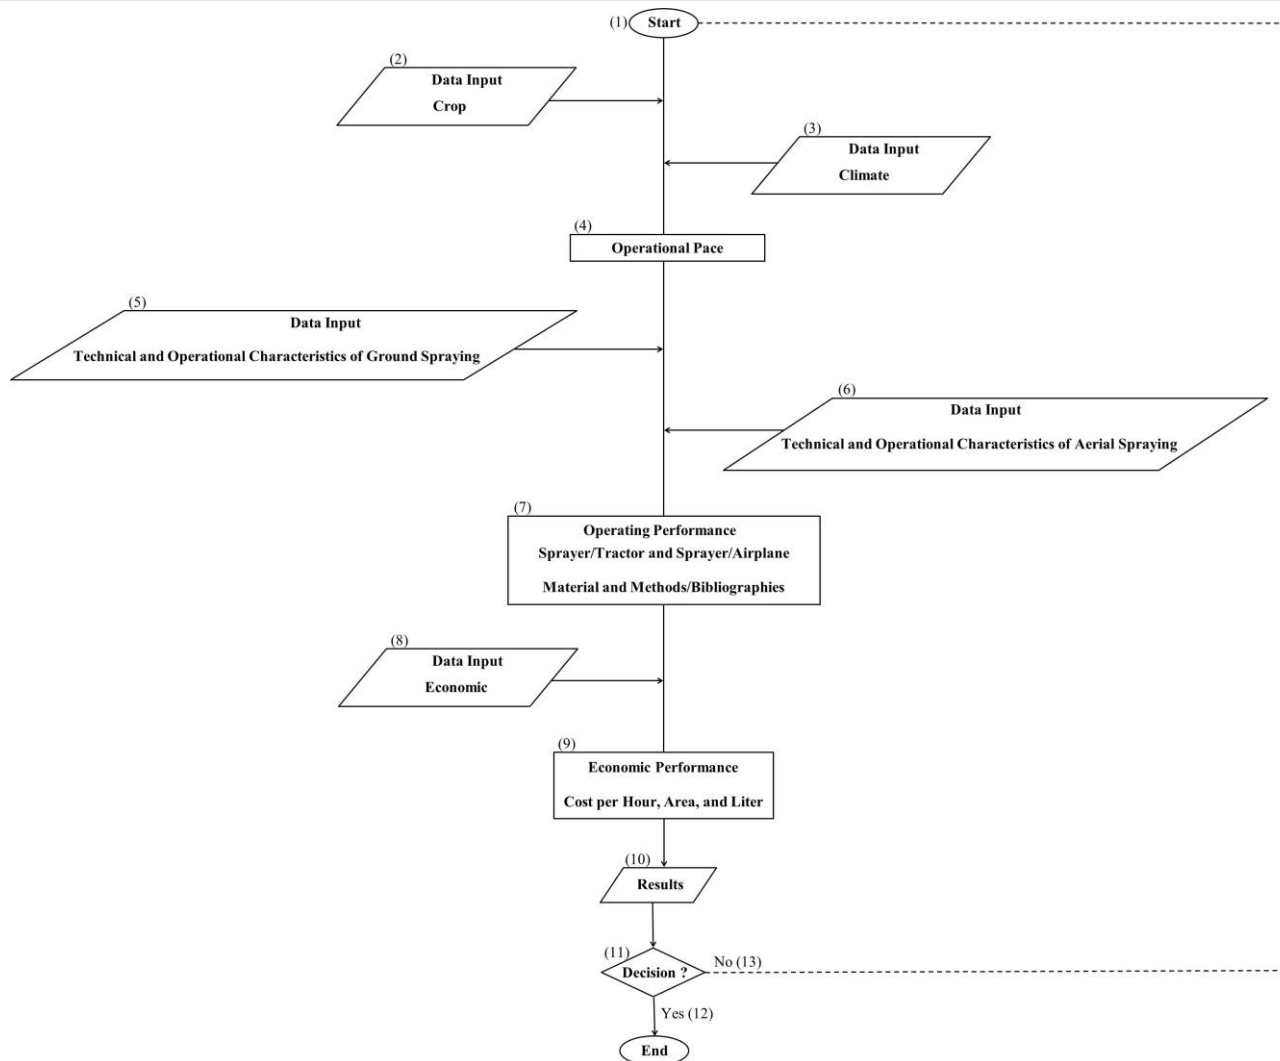 (1) Start
(2)
Data Input
Crop
(3)
Data Input
Climate
(4)
Operational Pace
(5)
Data Input
Technical and Operational Characteristics of Ground Spraying
(6)
Data Input
Technical and Operational Characteristics of Aerial Spraying
(7)
Operating Performance
Sprayer/Tractor and Sprayer/Airplane
Material and Methods/Bibliographies
(8)
Data Input
Economic
(9)
Economic Performance
Cost per Hour, Area, and Liter
(10)
Results
(11)
Decision ?
No (13)
Yes (12)
End